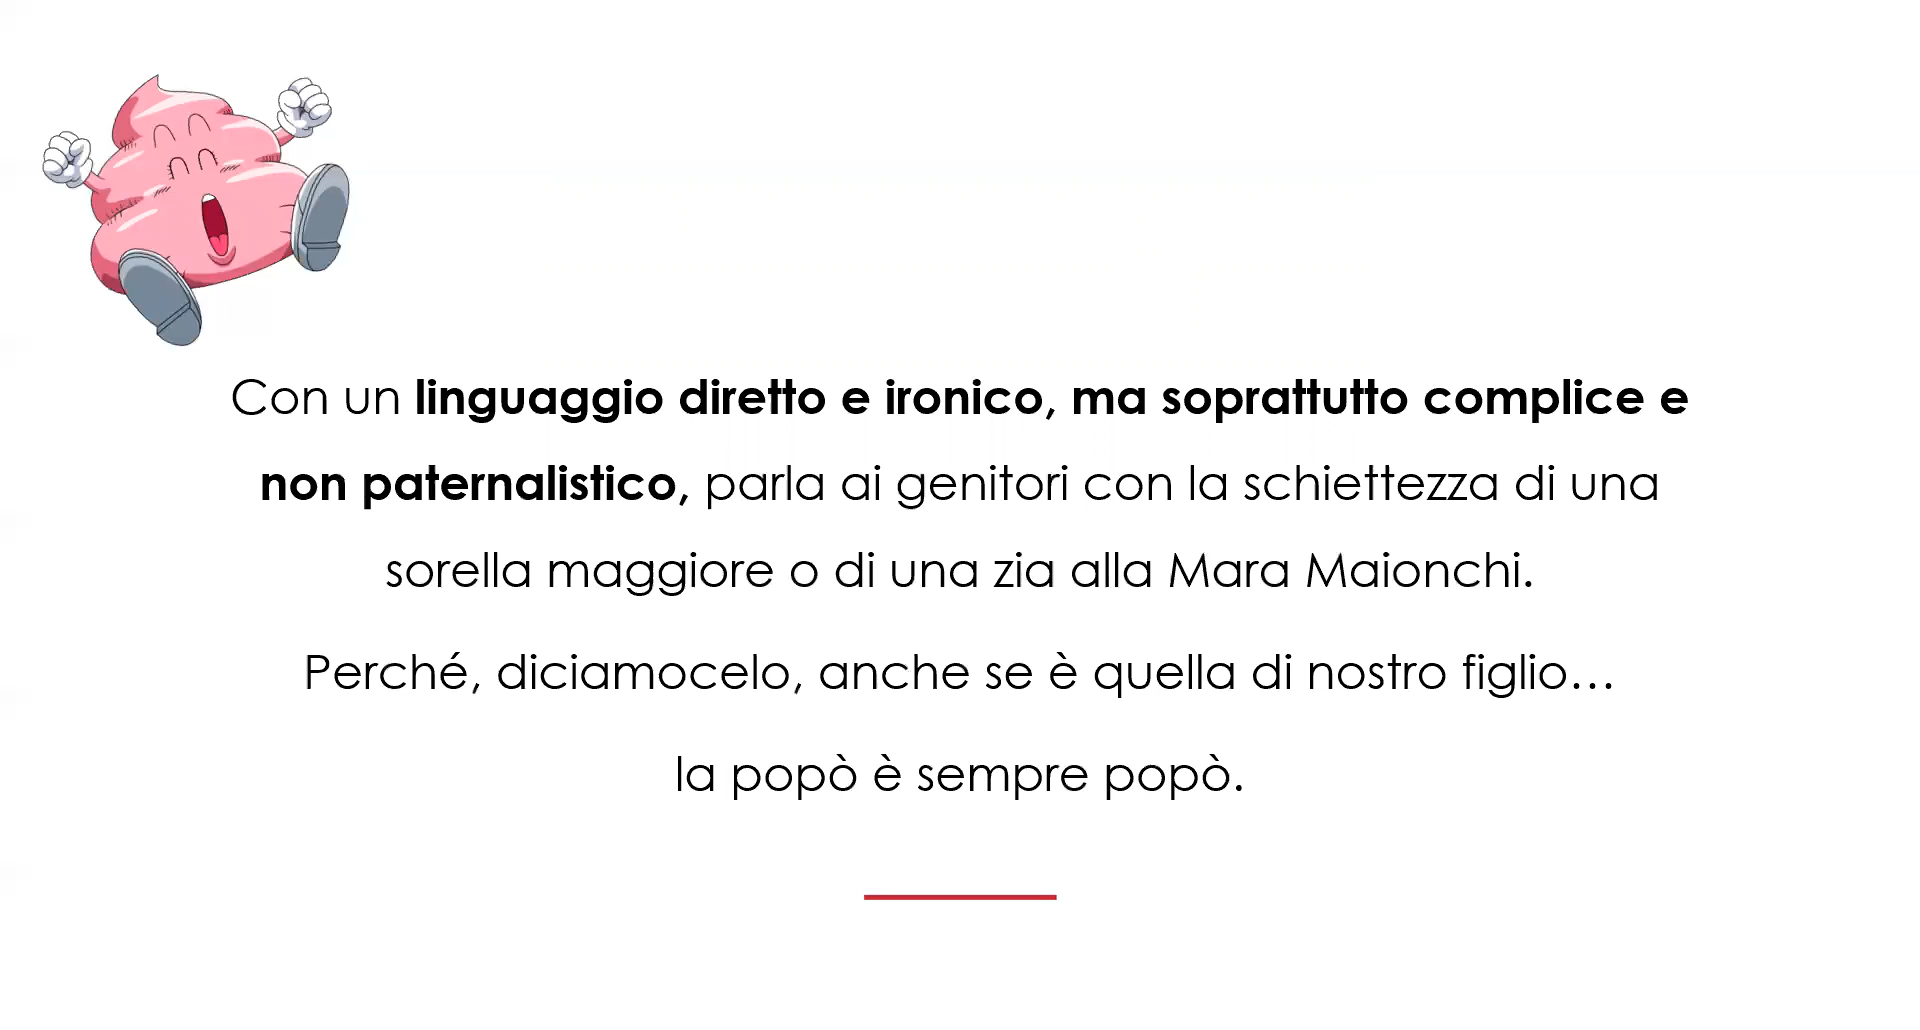 Con un linguaggio diretto e ironico, ma soprattutto complice e
non paternalistico, parla ai genitori con la schiettezza di una
sorella maggiore o di una zia alla Mara Maionchi.
Perché, diciamocelo, anche se è quella di nostro figlio…
la popò è sempre popò.